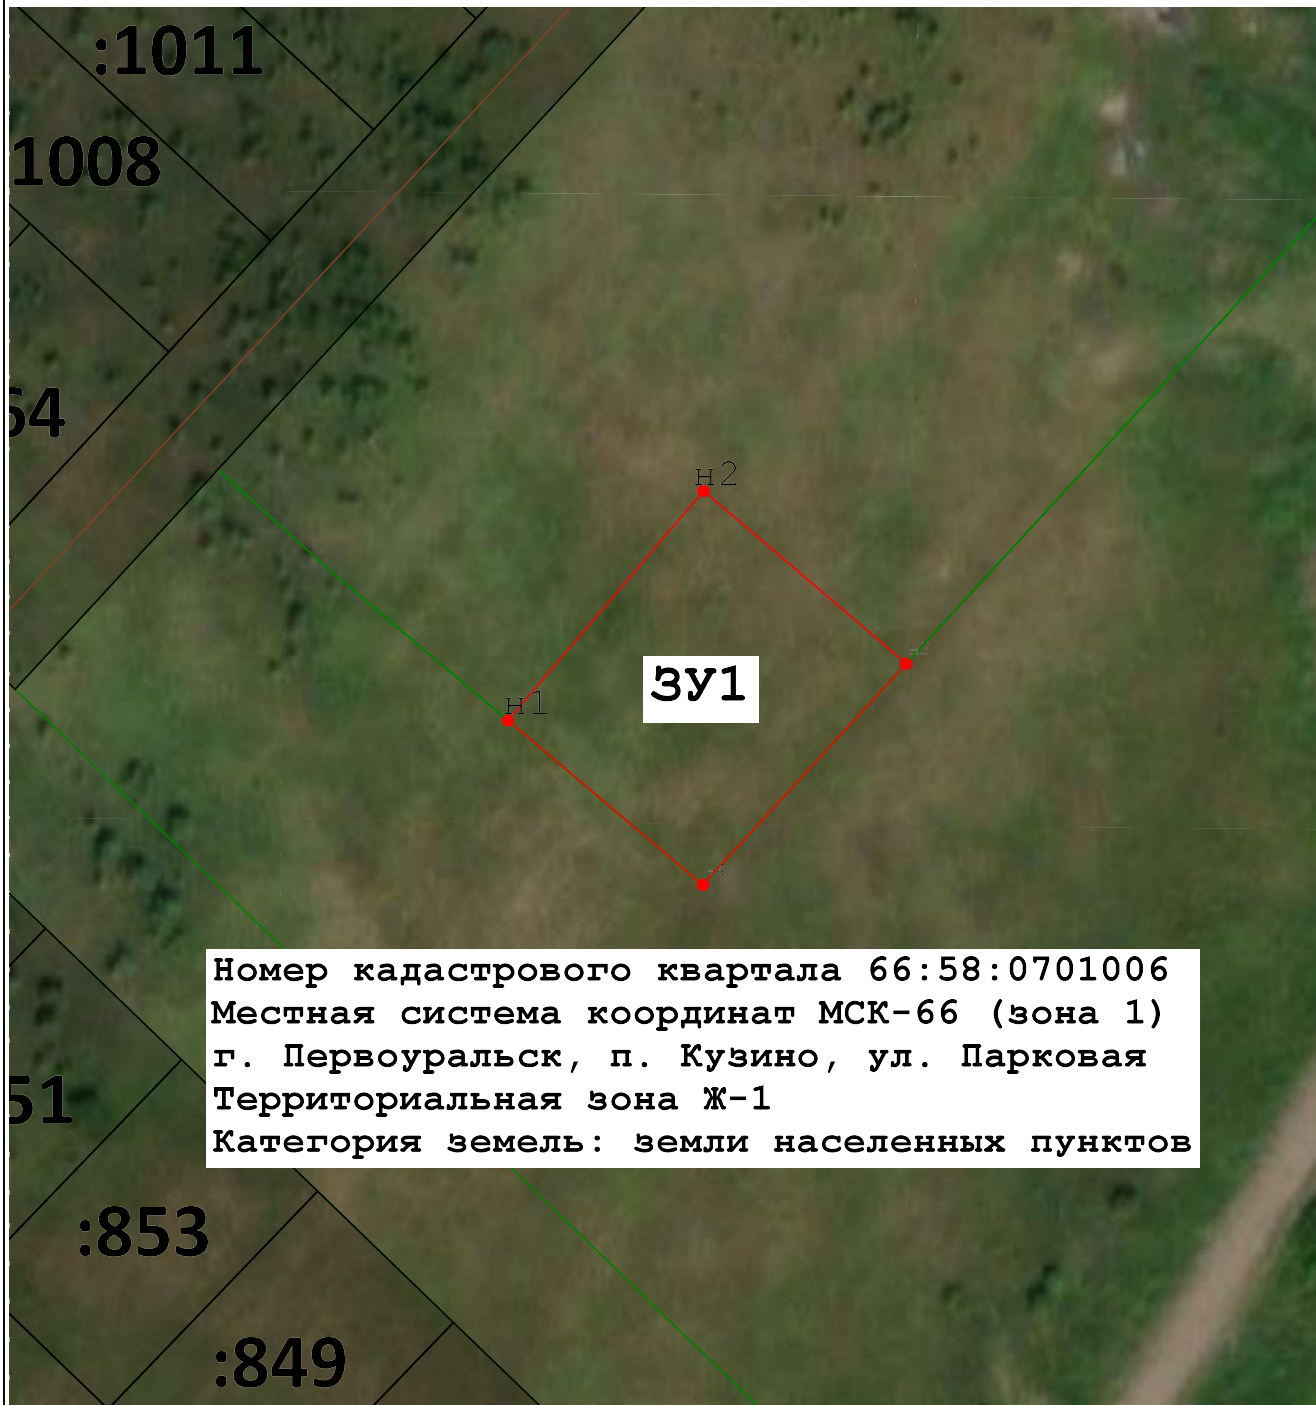 :1011
1008
64
н2
н1
ЗУ1
Номер кадастрового квартала 66:58:0701006
Местная система координат МСК-66 (зона 1)
г. Первоуральск, п. Кузино, ул. Парковая
Территориальная зона Ж-1
Категория земель: земли населенных пунктов
51
:853
:849